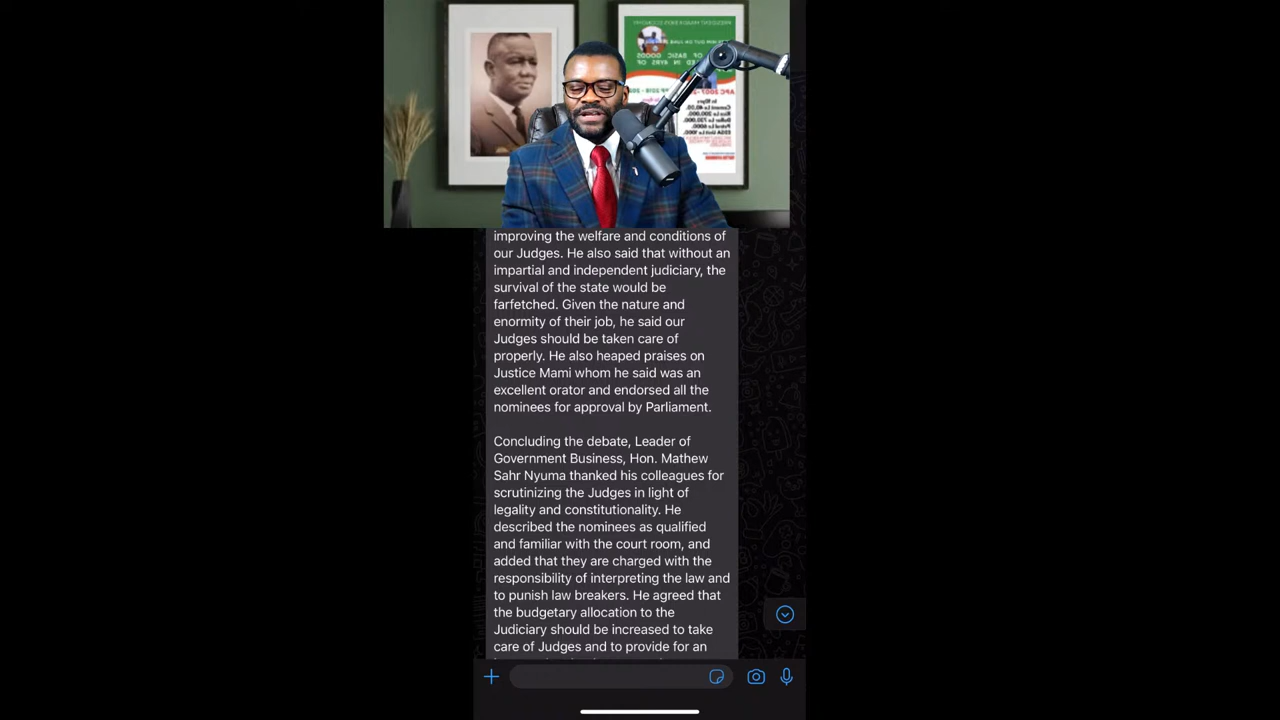 improving the welfare and conditions of
our Judges. He also said that without an
impartial and independent judiciary, the
survival of the state would be
farfetched. Given the nature and
enormity of their job, he said our
Judges should be taken care of
properly. He also heaped praises on
Justice Mami whom he said was an
excellent orator and endorsed all the
nominees for approval by Parliament.
Concluding the debate, Leader of
Government Business, Hon. Mathew
Sahr Nyuma thanked his colleagues for
scrutinizing the Judges in light of
legality and constitutionality. He
described the nominees as qualified
and familiar with the court room, and
added that they are charged with the
responsibility of interpreting the law and
to punish law breakers. He agreed that
the budgetary allocation to the
Judiciary should be increased to take
care of Judges and to provide for an